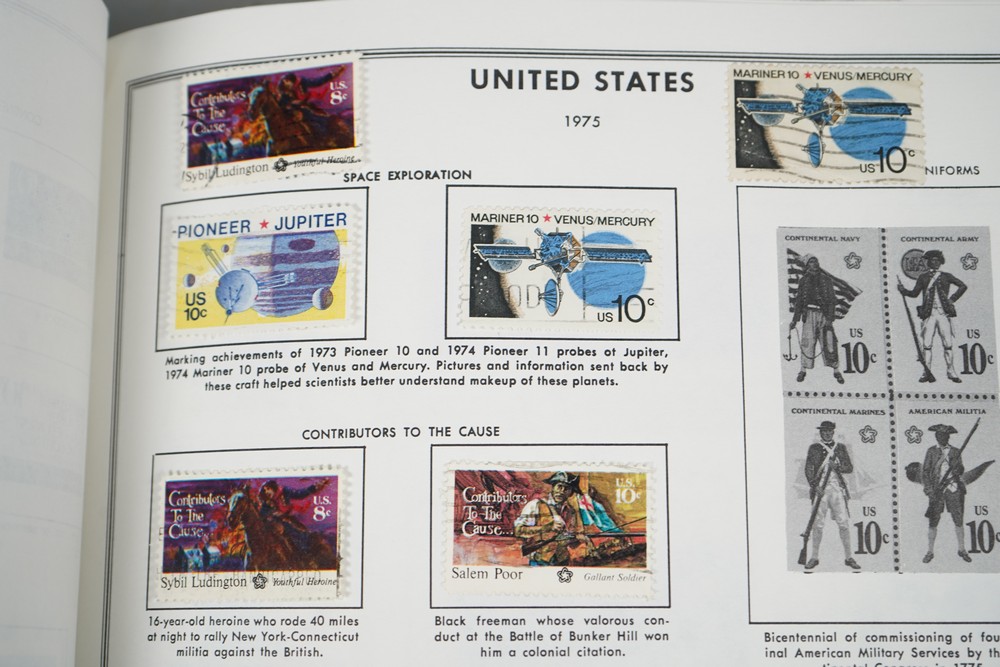 UNITED STATES
1975
Contributors
To The
Cause..
U.S.
8c
Sybil Ludington
Youthful Heroine
MARINER 10 ★ VENUS/MERCURY
US 10c
SPACE EXPLORATION
PIONEER ★ JUPITER
US
10c
MARINER 10 ★ VENUS/MERCURY
US 10c
Marking achievements of 1973 Pioneer 10 and 1974 Pioneer 11 probes ot Jupiter,
1974 Mariner 10 probe of Venus and Mercury. Pictures and information sent back by
these craft helped scientists better understand makeup of these planets.
CONTRIBUTORS TO THE CAUSE
Contributors
To The
Cause..
U.S.
8c
Sybil Ludington
Youthful Heroine
Contributors
To The
Cause...
U.S.
10c
Salem Poor
Gallant Soldier
16-year-old heroine who rode 40 miles
at night to rally New York-Connecticut
militia against the British.
Black freeman whose valorous con-
duct at the Battle of Bunker Hill won
him a colonial citation.
NIFORMS
CONTINENTAL NAVY
US
10c
CONTINENTAL ARMY
US
10c
CONTINENTAL MARINES
US
10c
AMERICAN MILITIA
US
10c
Bicentennial of commissioning of fou
inal American Military Services by th
1775